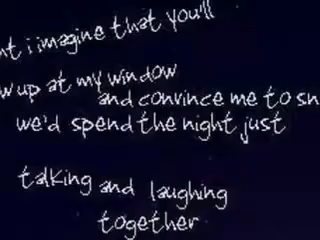 i imagine that you'll
up at my window
and convince me to
we'd spend the night just
talking and laughing
together